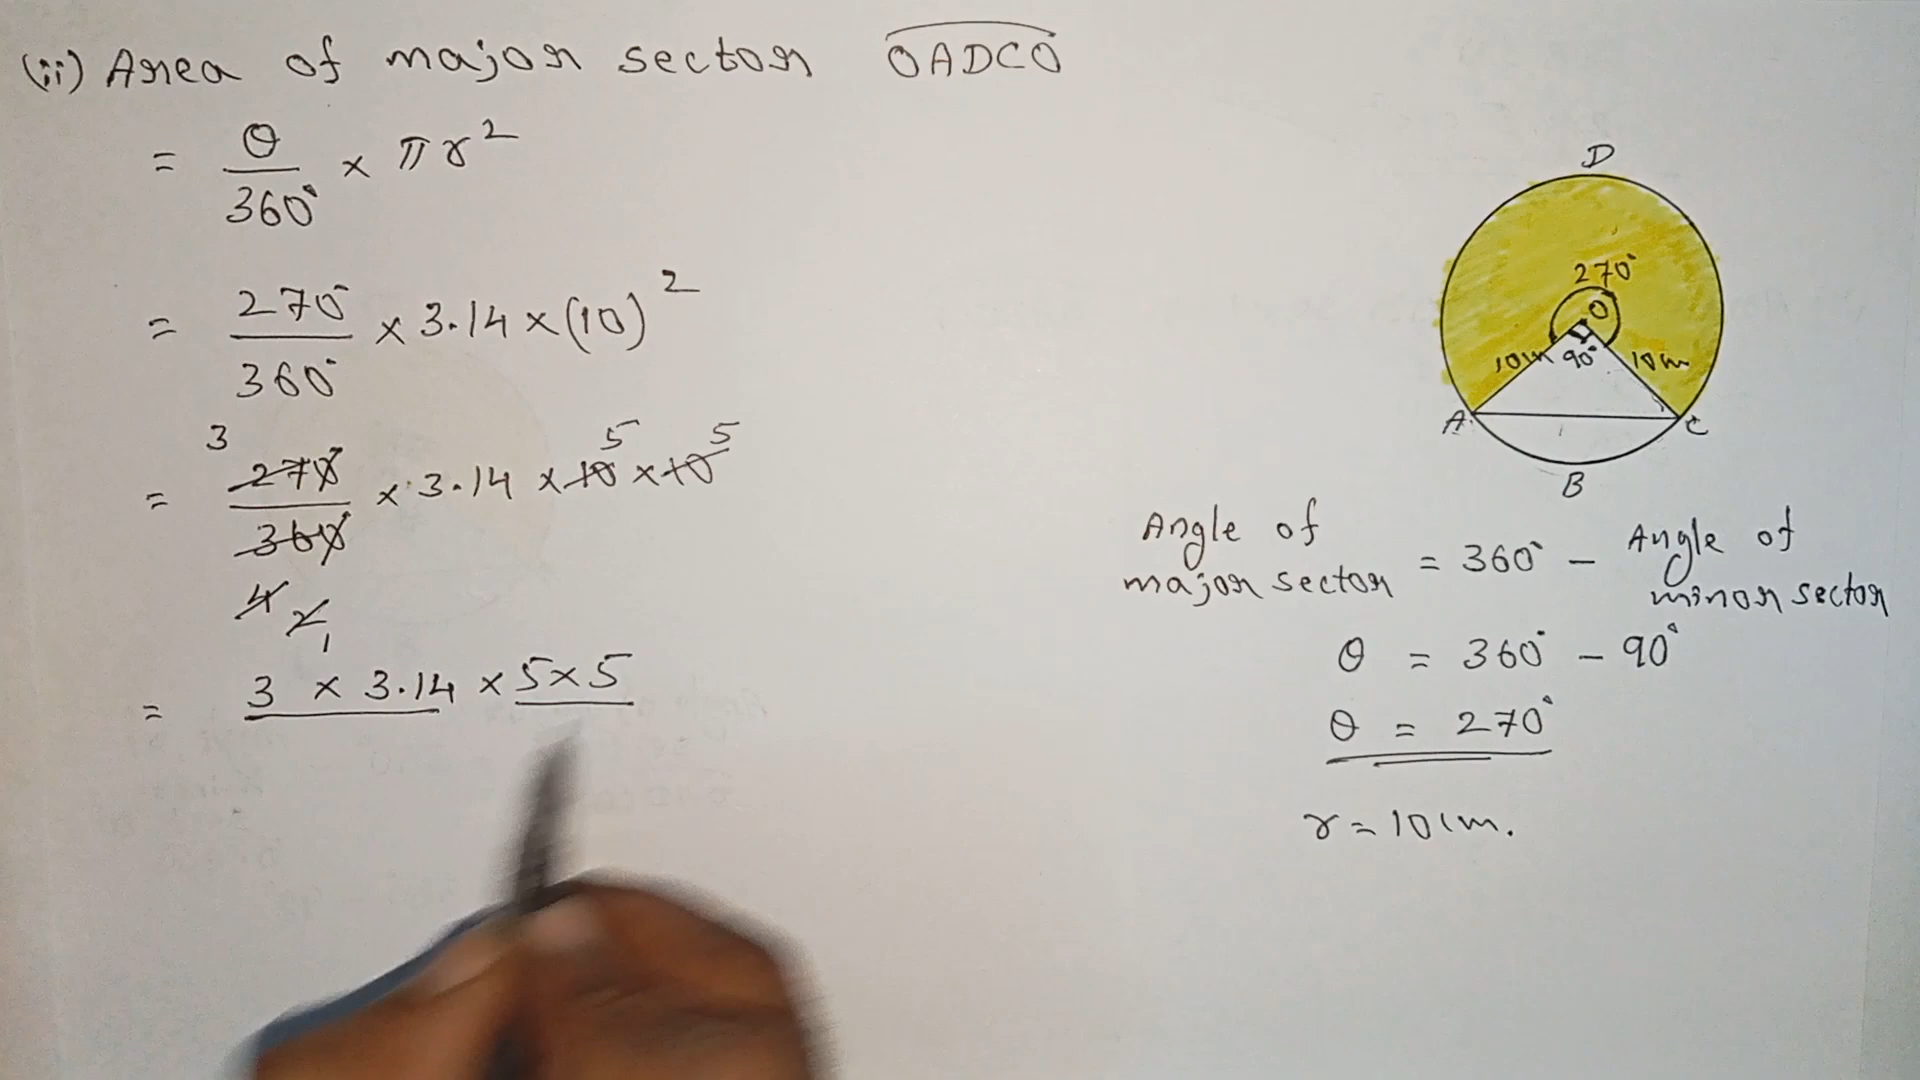 (ii) Area of major sector OADCO
= θ/360° × πr²
= 270°/360° × 3.14 × (10)²
3 5 5
= 270/360 × 3.14 × 10 × 10
4 2 1
= 3 × 3.14 × 5 × 5
D
270°
O
10cm 90° 10cm
A C
B
Angle of major sector = 360° - Angle of minor sector
θ = 360° - 90°
θ = 270°
r = 10cm.